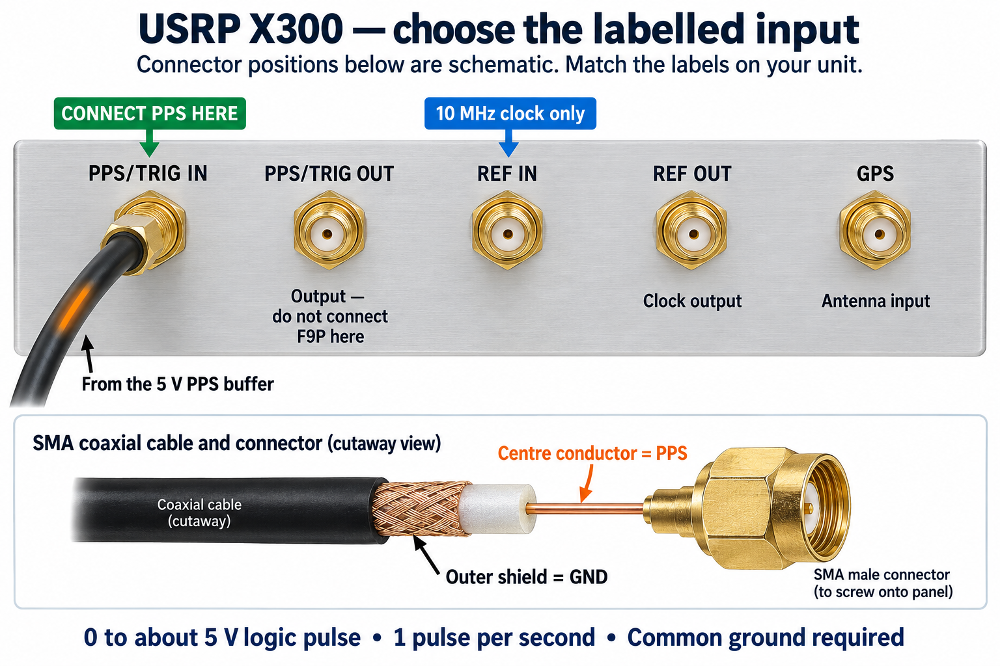 USRP X300 — choose the labelled input
Connector positions below are schematic. Match the labels on your unit.
CONNECT PPS HERE
10 MHz clock only
PPS/TRIG IN
PPS/TRIG OUT
REF IN
REF OUT
GPS
Output —
do not connect
F9P here
Clock output
Antenna input
From the 5 V PPS buffer
SMA coaxial cable and connector (cutaway view)
Centre conductor = PPS
Coaxial cable
(cutaway)
Outer shield = GND
SMA male connector
(to screw onto panel)
0 to about 5 V logic pulse • 1 pulse per second • Common ground required